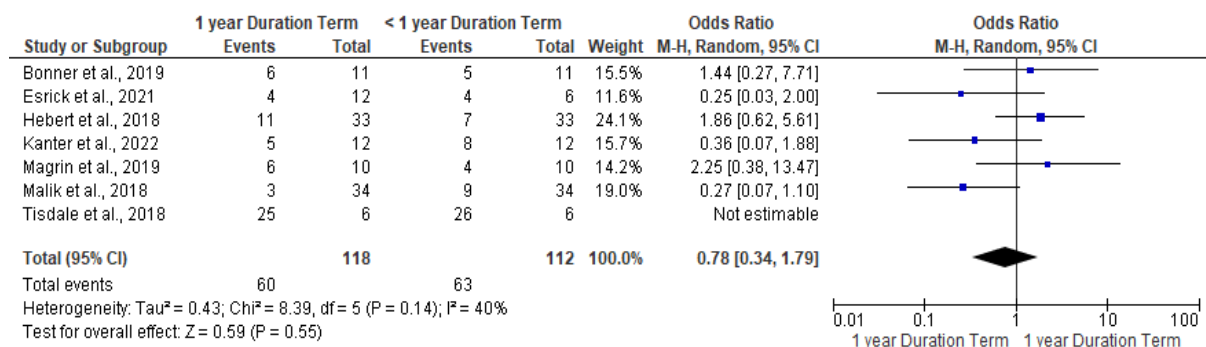 1 year Duration Term < 1 year Duration Term Odds Ratio Odds Ratio
Study or Subgroup Events Total Events Total Weight M-H, Random, 95% CI M-H, Random, 95% CI
Bonner et al., 2019 6 11 5 11 15.5% 1.44 [0.27, 7.71]
Esrick et al., 2021 4 12 4 6 11.6% 0.25 [0.03, 2.00]
Hebert et al., 2018 11 33 7 33 24.1% 1.86 [0.62, 5.61]
Kanter et al., 2022 5 12 8 12 15.7% 0.36 [0.07, 1.88]
Magrin et al., 2019 6 10 4 10 14.2% 2.25 [0.38, 13.47]
Malik et al., 2018 3 34 9 34 19.0% 0.27 [0.07, 1.10]
Tisdale et al., 2018 25 6 26 6 Not estimable
Total (95% CI) 118 112 100.0% 0.78 [0.34, 1.79]
Total events 60 63
Heterogeneity: Tau² = 0.43; Chi² = 8.39, df = 5 (P = 0.14); I² = 40%
Test for overall effect: Z = 0.59 (P = 0.55)
0.01 0.1 1 10 100
1 year Duration Term 1 year Duration Term